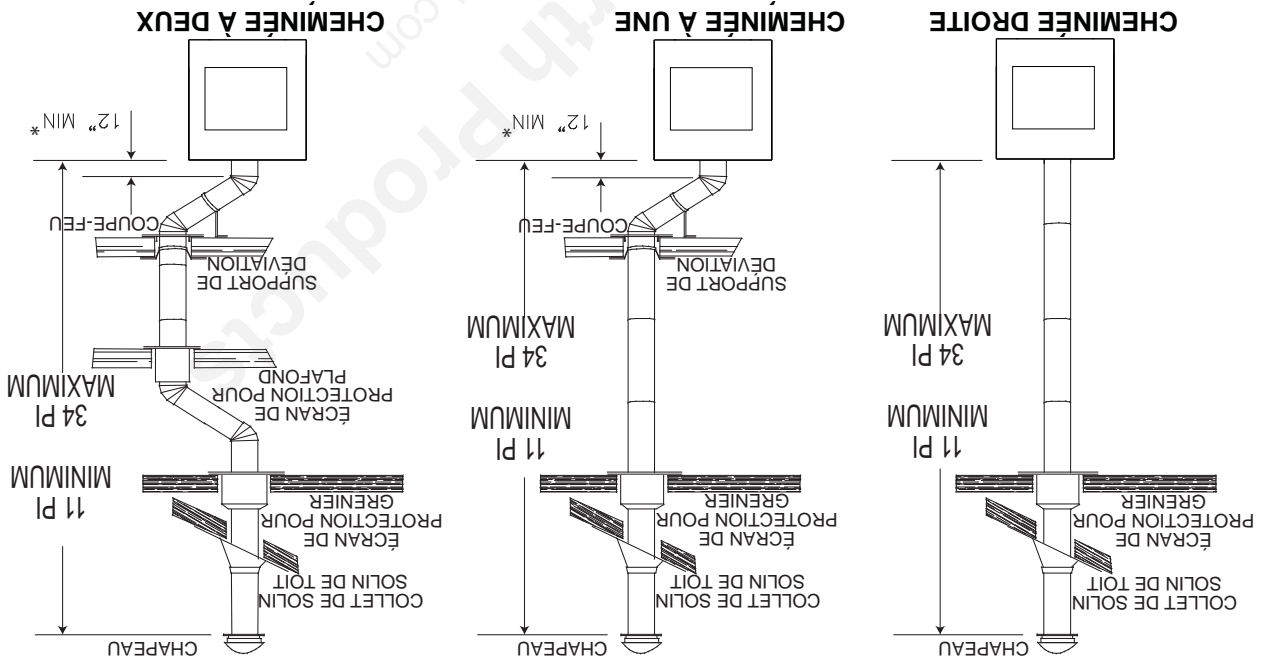 CHAPEAU
COLLET DE SOLIN
SOLIN DE TOIT
ÉCRAN DE
PROTECTION POUR
GRENIER
11 PI
MINIMUM
34 PI
MAXIMUM
CHEMINÉE DROITE
CHAPEAU
COLLET DE SOLIN
SOLIN DE TOIT
ÉCRAN DE
PROTECTION POUR
GRENIER
11 PI
MINIMUM
34 PI
MAXIMUM
SUPPORT DE
DÉVIATION
COUPE-FEU
12" MIN*
CHEMINÉE À UNE
CHAPEAU
COLLET DE SOLIN
SOLIN DE TOIT
ÉCRAN DE
PROTECTION POUR
GRENIER
11 PI
MINIMUM
34 PI
MAXIMUM
ÉCRAN DE
PROTECTION POUR
PLAFOND
SUPPORT DE
DÉVIATION
COUPE-FEU
12" MIN*
CHEMINÉE À DEUX
rth Products
.com